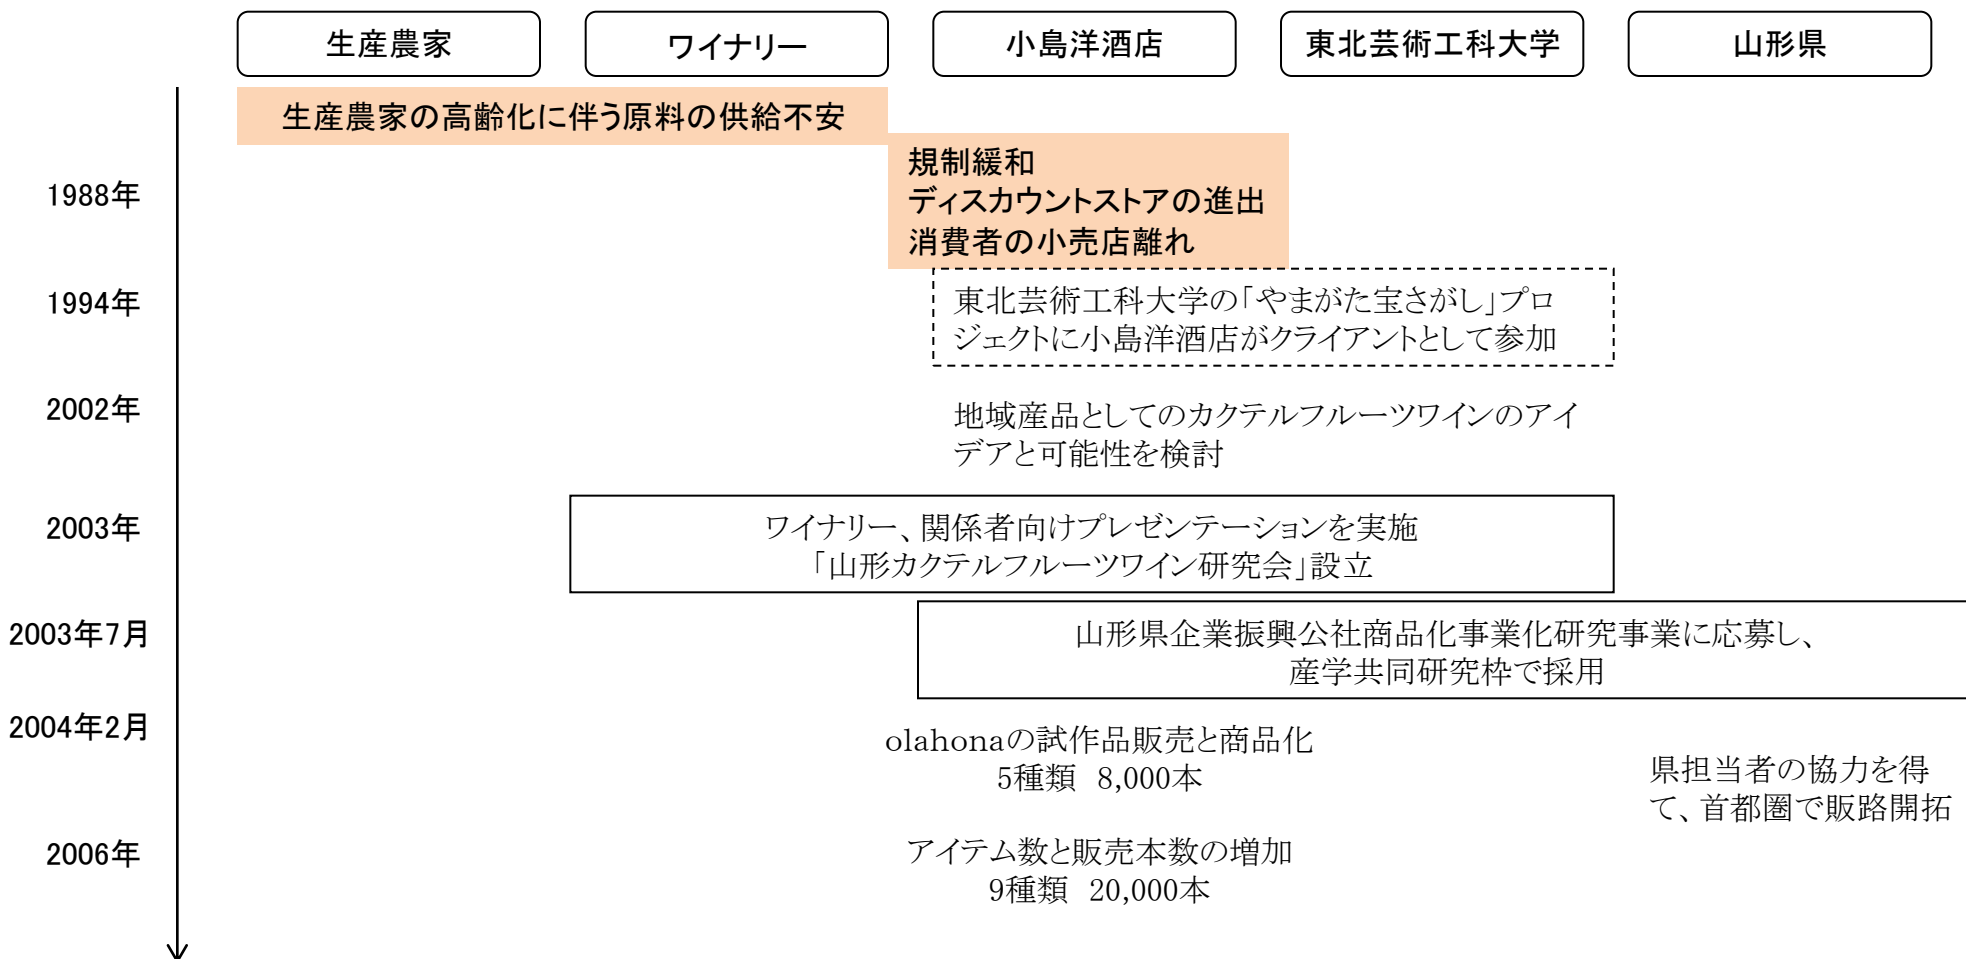 生産農家
ワイナリー
小島洋酒店
東北芸術工科大学
山形県
生産農家の高齢化に伴う原料の供給不安
1988年
規制緩和
ディスカウントストアの進出
消費者の小売店離れ
1994年
東北芸術工科大学の「やまがた宝さがし」プロ
ジェクトに小島洋酒店がクライアントとして参加
2002年
地域産品としてのカクテルフルーツワインのアイ
デアと可能性を検討
2003年
ワイナリー、関係者向けプレゼンテーションを実施
「山形カクテルフルーツワイン研究会」設立
2003年7月
山形県企業振興公社商品化事業化研究事業に応募し、
産学共同研究枠で採用
2004年2月
olahonaの試作品販売と商品化
5種類 8,000本
県担当者の協力を得
て、首都圏で販路開拓
2006年
アイテム数と販売本数の増加
9種類 20,000本